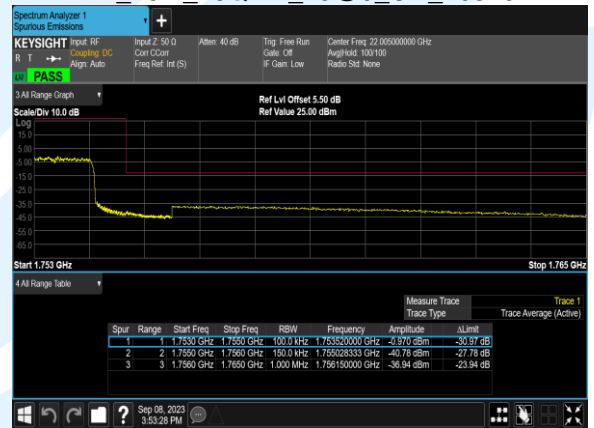 Spectrum Analyzer 1
Spurious Emissions
KEYSIGHT Input: RF Input Z: 50 Ω Atten: 40 dB Trig: Free Run Center Freq: 22.005000000 GHz
R T Coupling: DC Corr CCorr Gate: Off Avg|Hold: 100/100
Align: Auto Freq Ref: Int (S) IF Gain: Low Radio Std: None
LV PASS
3 All Range Graph
Ref Lvl Offset 5.50 dB
Scale/Div 10.0 dB Ref Value 25.00 dBm
Log
15.0
5.00
-5.00
-15.0
-25.0
-35.0
-45.0
-55.0
-65.0
Start 1.753 GHz Stop 1.765 GHz
4 All Range Table
Measure Trace Trace 1
Trace Type Trace Average (Active)
Spur Range Start Freq Stop Freq RBW Frequency Amplitude ΔLimit
1 1 1.7530 GHz 1.7550 GHz 100.0 kHz 1.753520000 GHz -0.970 dBm -30.97 dB
2 2 1.7550 GHz 1.7560 GHz 150.0 kHz 1.755028333 GHz -40.78 dBm -27.78 dB
3 3 1.7560 GHz 1.7650 GHz 1.000 MHz 1.756150000 GHz -36.94 dBm -23.94 dB
? Sep 08, 2023
3:53:28 PM